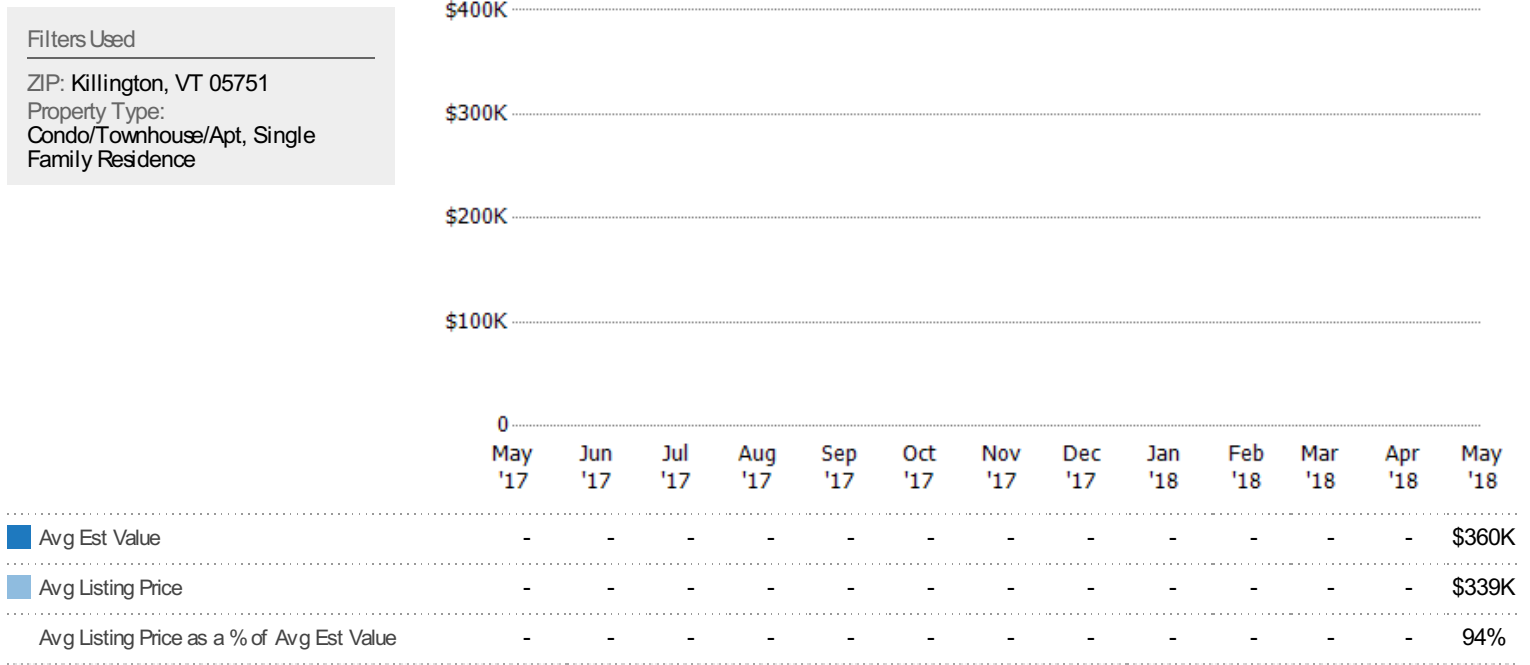 Filters Used
ZIP: Killington, VT 05751
Property Type:
Condo/Townhouse/Apt, Single
Family Residence
$400K
$300K
$200K
$100K
0
May Jun Jul Aug Sep Oct Nov Dec Jan Feb Mar Apr May
'17 '17 '17 '17 '17 '17 '17 '17 '18 '18 '18 '18 '18
Avg Est Value - - - - - - - - - - - - $360K
Avg Listing Price - - - - - - - - - - - - $339K
Avg Listing Price as a % of Avg Est Value - - - - - - - - - - - - 94%